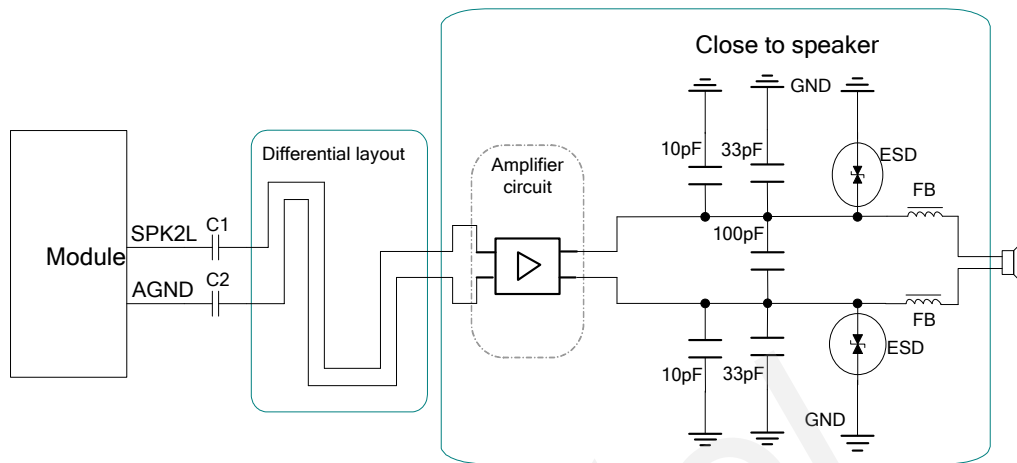 Close to speaker
GND
Differential layout
Amplifier
circuit
10pF
33pF
ESD
FB
SPK2L
C1
Module
100pF
AGND
C2
FB
ESD
10pF
33pF
GND